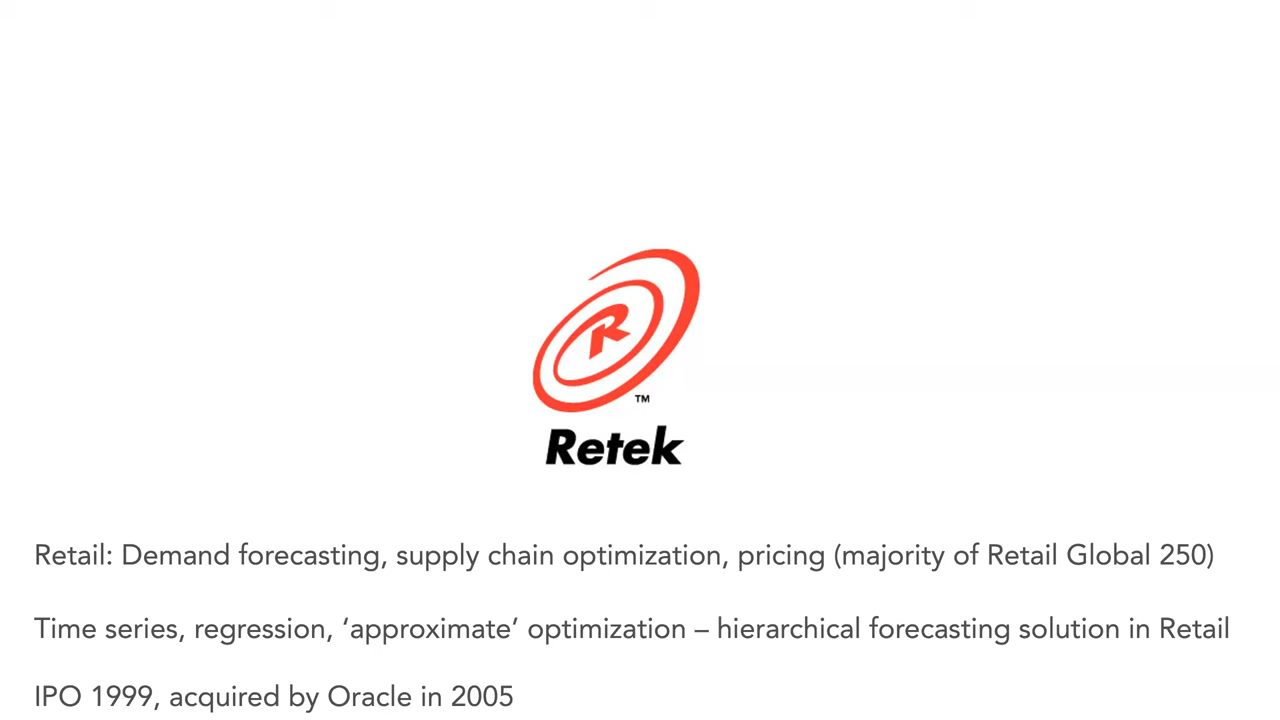 R
TM
Retek
Retail: Demand forecasting, supply chain optimization, pricing (majority of Retail Global 250)
Time series, regression, ‘approximate’ optimization – hierarchical forecasting solution in Retail
IPO 1999, acquired by Oracle in 2005